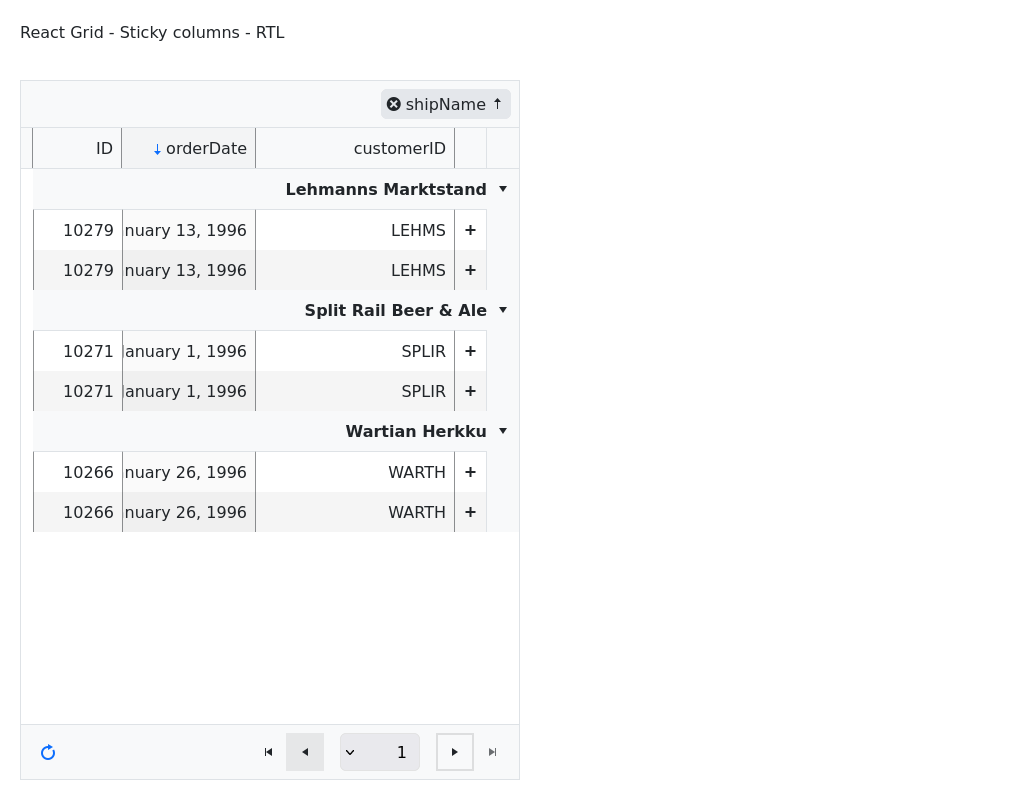 React Grid - Sticky columns - RTL
shipName
ID orderDate customerID
Lehmanns Marktstand
10279 nuary 13, 1996 LEHMS +
10279 nuary 13, 1996 LEHMS +
Split Rail Beer & Ale
10271 January 1, 1996 SPLIR +
10271 January 1, 1996 SPLIR +
Wartian Herkku
10266 nuary 26, 1996 WARTH +
10266 nuary 26, 1996 WARTH +
1